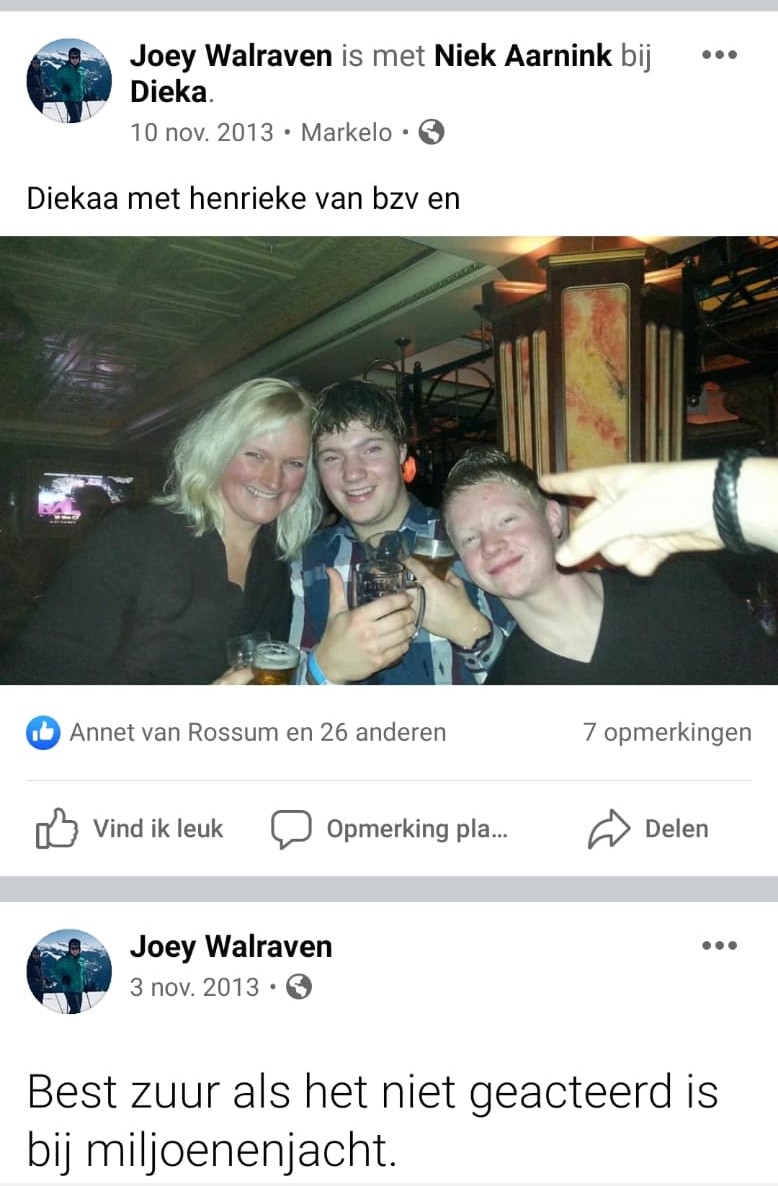 Joey Walraven is met Niek Aarnink bij
Dieka.
10 nov. 2013 • Markelo •
Diekaa met henrieke van bzv en
Annet van Rossum en 26 anderen
7 opmerkingen
Vind ik leuk
Opmerking pla...
Delen
Joey Walraven
3 nov. 2013 •
Best zuur als het niet geacteerd is
bij miljoenenjacht.